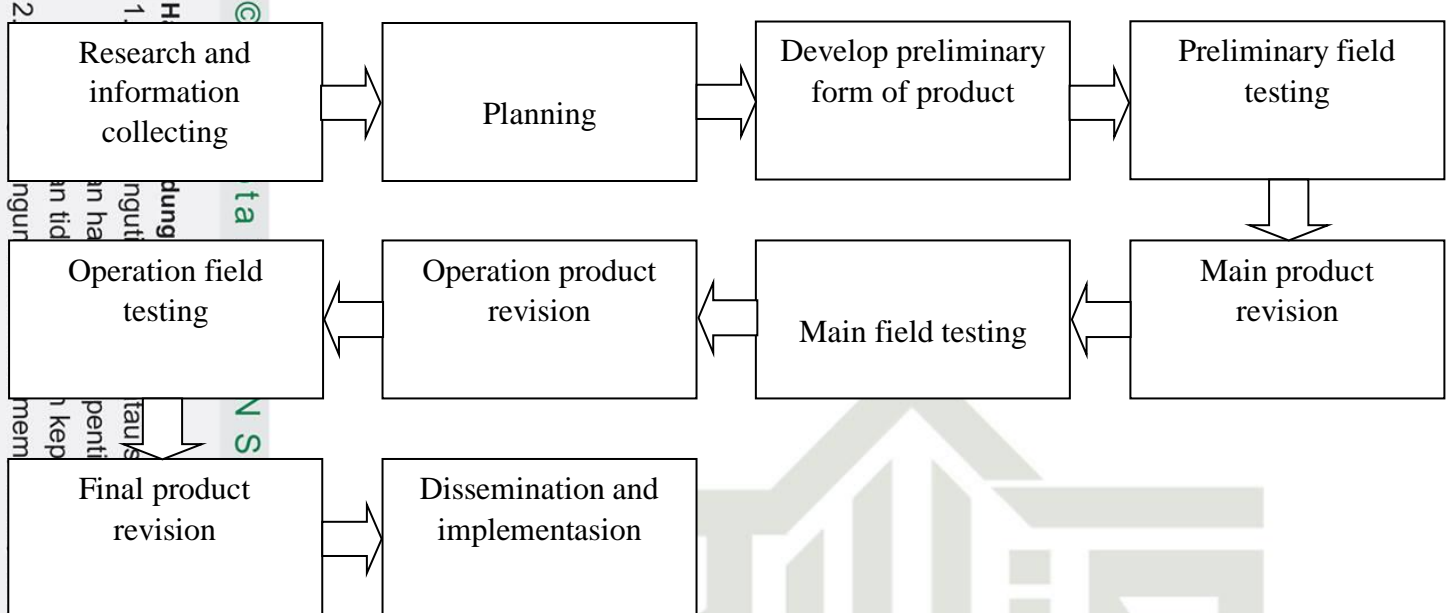 Research and
information
collecting
Planning
Develop preliminary
form of product
Preliminary field
testing
Main product
revision
Main field testing
Operation product
revision
Operation field
testing
Final product
revision
Dissemination and
implementasion